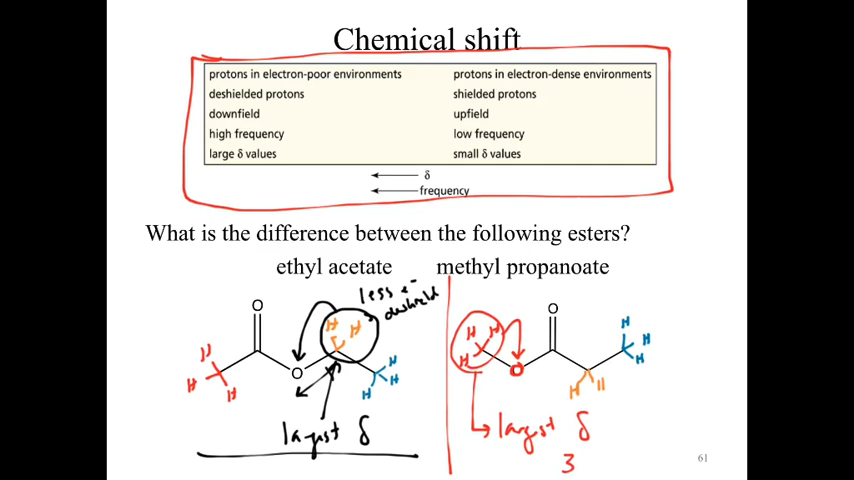 Chemical shift
protons in electron-poor environments protons in electron-dense environments
deshielded protons shielded protons
downfield upfield
high frequency low frequency
large δ values small δ values
δ
frequency
What is the difference between the following esters?
ethyl acetate methyl propanoate
less e-
deshield
O O
H H H H H
H H
H H H
H O H O H
H H H H
H H
largest δ largest δ
3
61